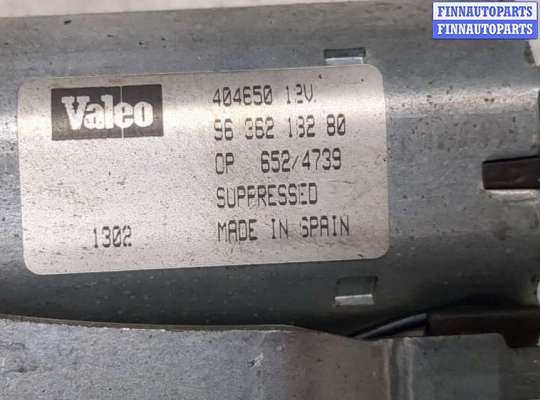 FINNAUTOPARTS
FINNAUTOPARTS
Valeo
404650 12V
96 362 182 80
OP 652/4739
SUPPRESSED
1302 MADE IN SPAIN